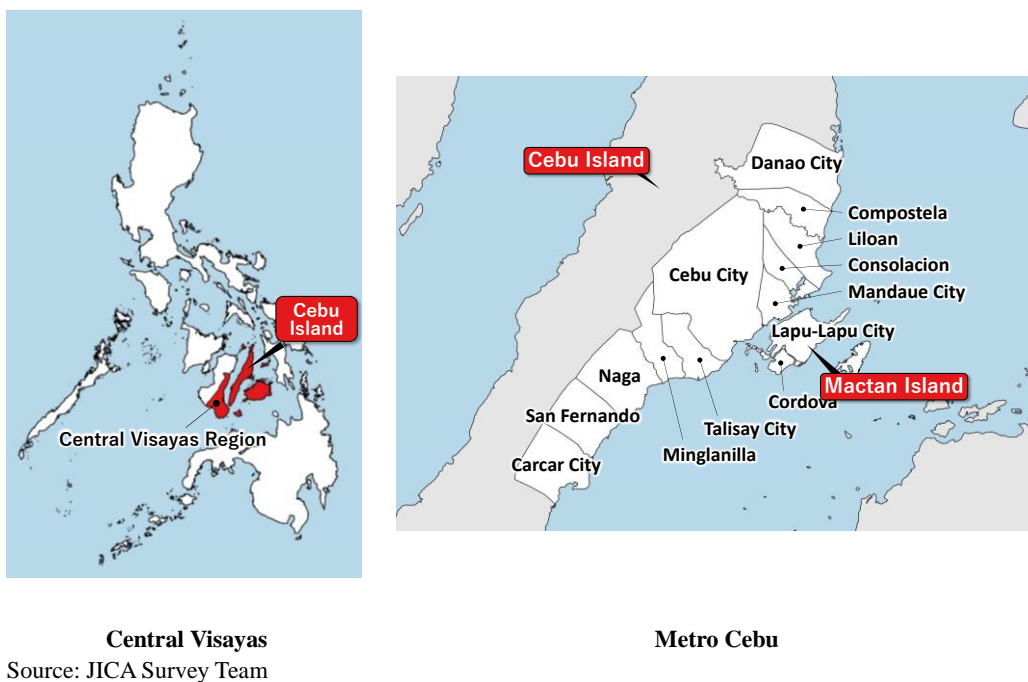 Cebu
Island
Central Visayas Region
Cebu Island
Danao City
Compostela
Liloan
Consolacion
Cebu City
Mandaue City
Lapu-Lapu City
Mactan Island
Naga
Cordova
San Fernando
Talisay City
Minglanilla
Carcar City
Central Visayas
Metro Cebu
Source: JICA Survey Team